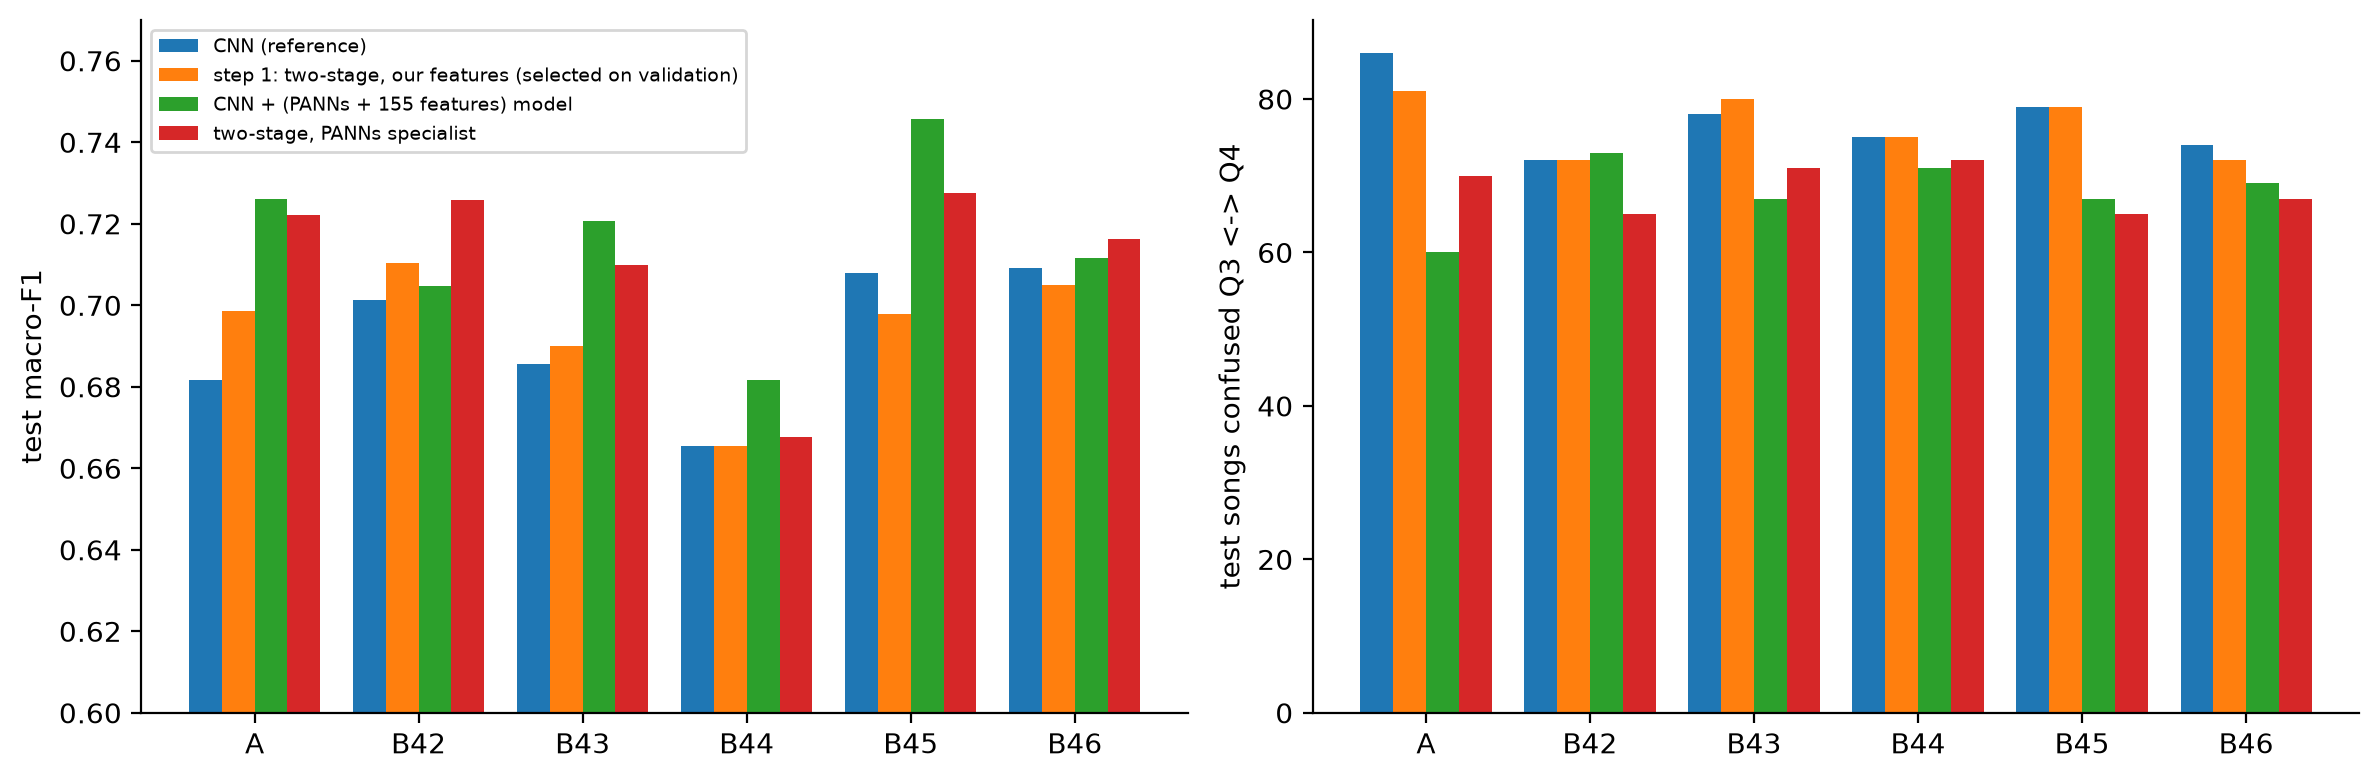 CNN (reference)
step 1: two-stage, our features (selected on validation)
CNN + (PANNs + 155 features) model
two-stage, PANNs specialist
test macro-F1
0.76
0.74
0.72
0.70
0.68
0.66
0.64
0.62
0.60
A B42 B43 B44 B45 B46
test songs confused Q3 <-> Q4
80
60
40
20
0
A B42 B43 B44 B45 B46